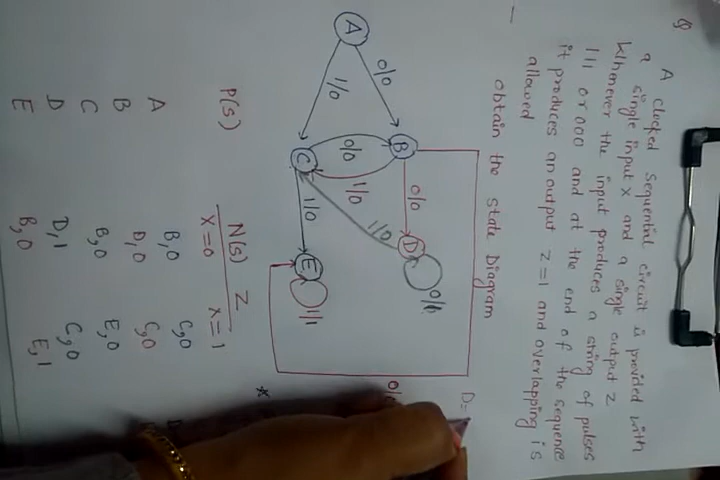 Q
A clocked sequential circuit is provided with
a single input x and a single output Z
Whenever the input produces a string of pulses
111 or 000 and at the end of the sequence
it produces an output z=1 and overlapping is
allowed
obtain the state Diagram
A
0/0
1/0
B
C
0/0
1/0
0/0
1/0
1/0
D
0/1
E
1/1
0/0
D=
P(S)
N(S) Z
X=0
X=1
A
B,0
C,0
B
D,0
C,0
C
B,0
E,0
D
D,1
C,0
E
B,0
E,1
*